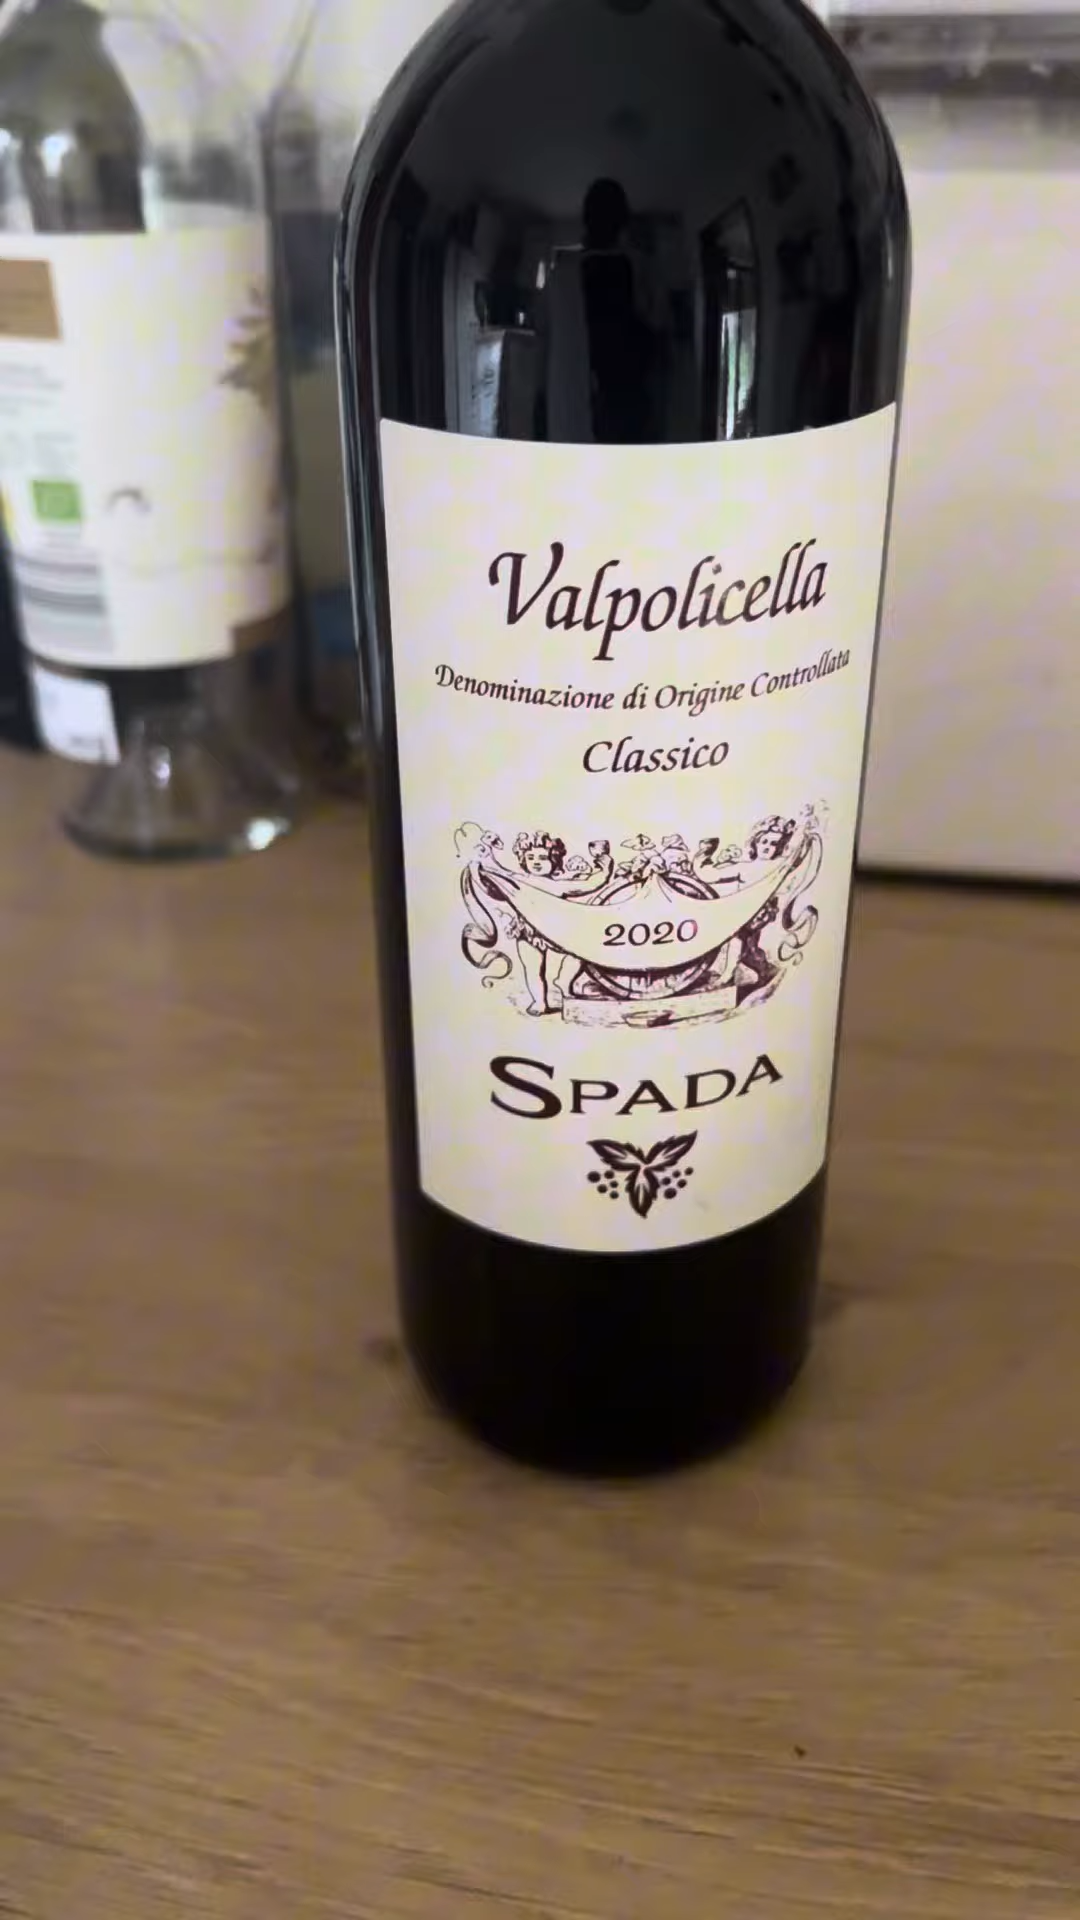 Valpolicella
Denominazione di Origine Controllata
Classico
2020
SPADA